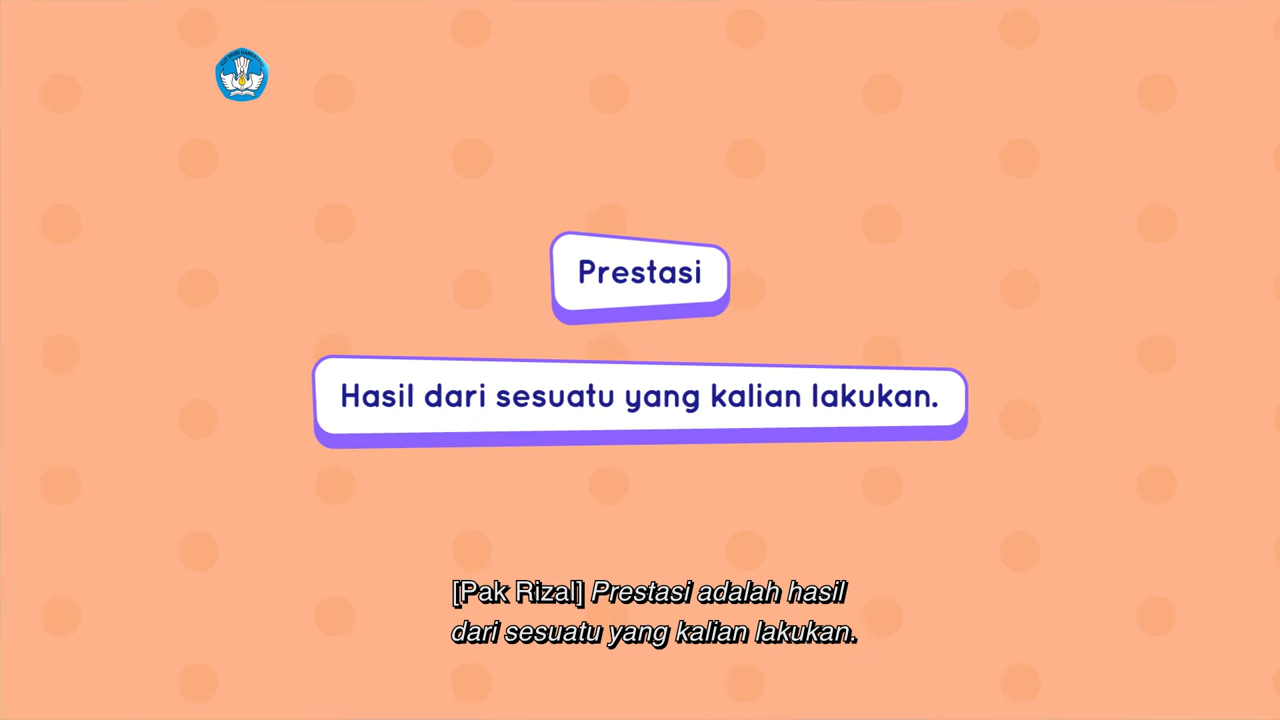 Prestasi
Hasil dari sesuatu yang kalian lakukan.
[Pak Rizal] Prestasi adalah hasil
dari sesuatu yang kalian lakukan.